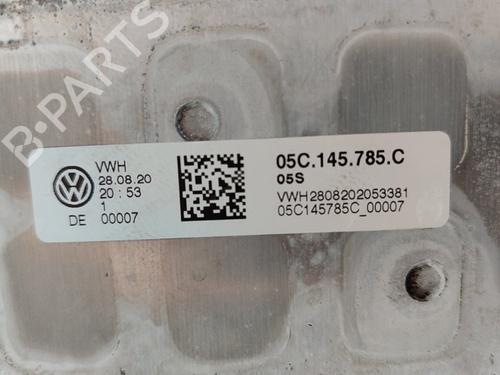 B-PARTS
VWH
28.08.20
20:53
1
DE 00007
05C.145.785.C
05S
VWH2808202053381
05C145785C_00007